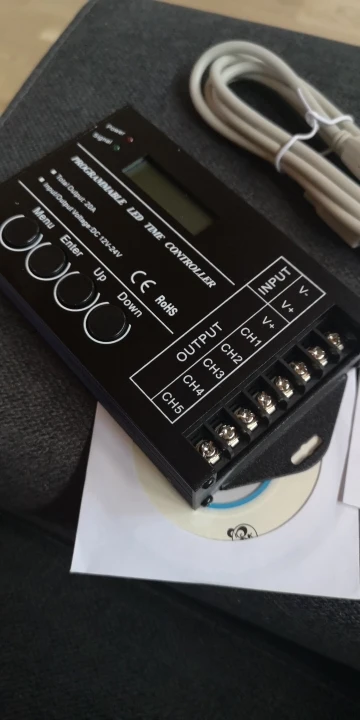 Power
Signal
PROGRAMMABLE LED TIME CONTROLLER
Total Output: 20A
Input/Output Voltage:DC 12V-24V
Menu
Enter
Up
Down
CE RoHS
OUTPUT
INPUT
CH5
CH4
CH3
CH2
CH1
V+
V+
V-